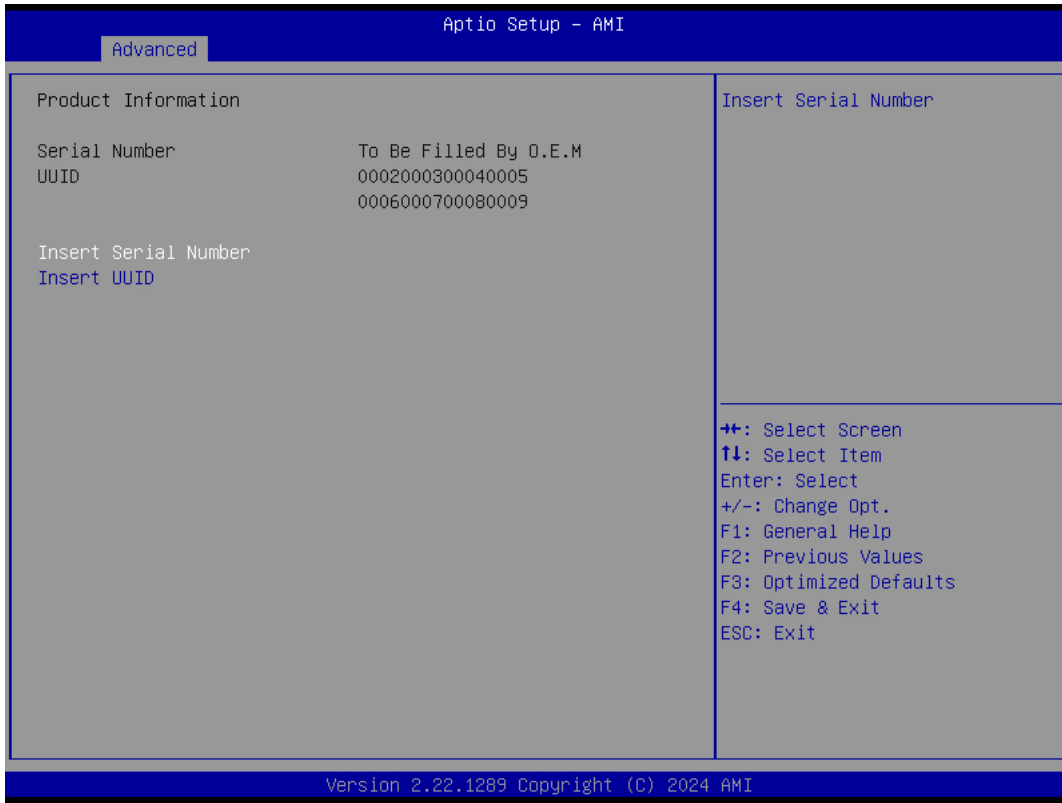 Aptio Setup – AMI
Advanced
Product Information
Serial Number To Be Filled By O.E.M
UUID 0002000300040005
0006000700080009
Insert Serial Number
Insert UUID
Insert Serial Number
→←: Select Screen
↑↓: Select Item
Enter: Select
+/-: Change Opt.
F1: General Help
F2: Previous Values
F3: Optimized Defaults
F4: Save & Exit
ESC: Exit
Version 2.22.1289 Copyright (C) 2024 AMI